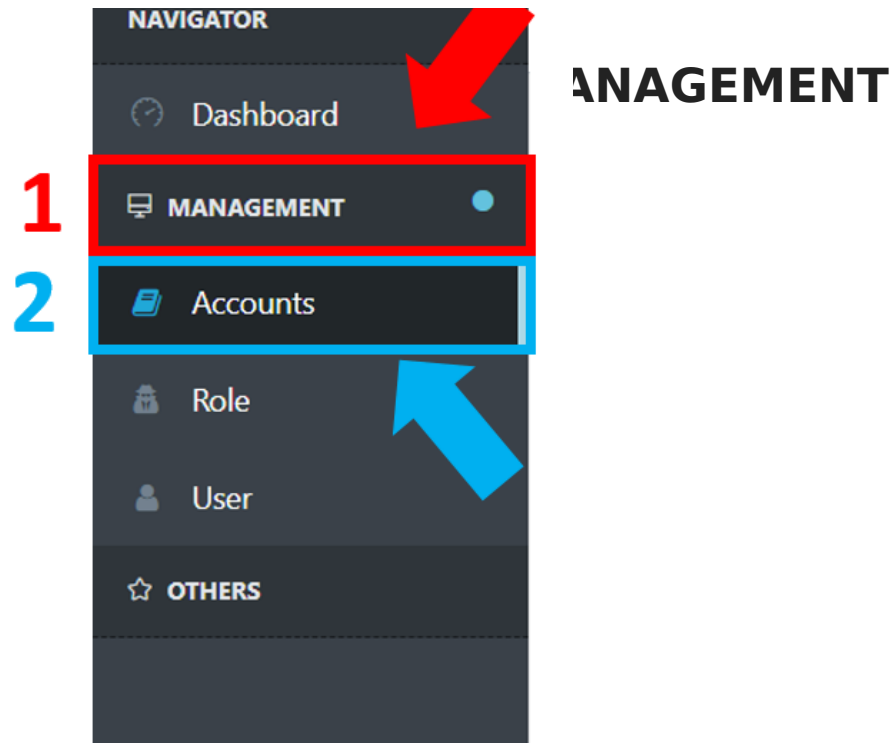 NAVIGATOR
ANAGEMENT
Dashboard
1 MANAGEMENT
2 Accounts
Role
User
OTHERS